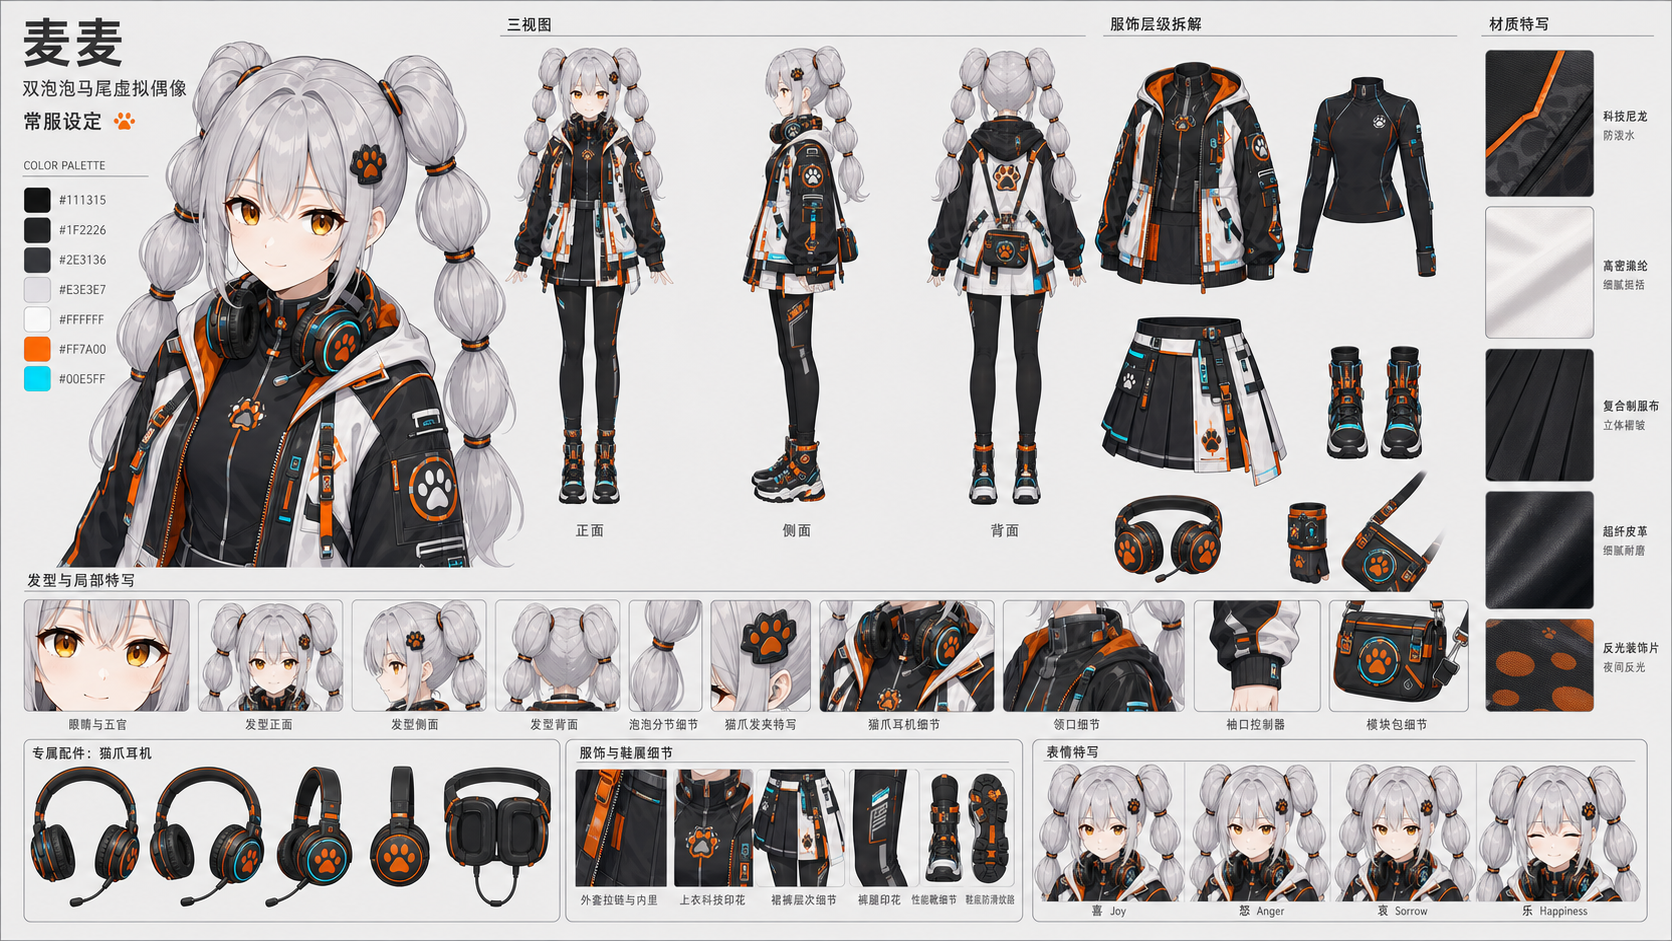 麦麦
双泡泡马尾虚拟偶像
常服设定
COLOR PALETTE
#111315
#1F2226
#2E3136
#E3E3E7
#FFFFFF
#FF7A00
#00E5FF
三视图
正面
侧面
背面
服饰层级拆解
材质特写
科技尼龙
防泼水
高密涤纶
细腻挺括
复合制服布
立体褶皱
超纤皮革
细腻耐磨
反光装饰片
夜间反光
发型与局部特写
眼睛与五官
发型正面
发型侧面
发型背面
泡泡分节细节
猫爪发夹特写
猫爪耳机细节
领口细节
袖口控制器
模块包细节
专属配件：猫爪耳机
服饰与鞋履细节
外套拉链与内里
上衣科技印花
裙裤层次细节
裤腿印花
性能靴细节
鞋底防滑纹路
表情特写
喜 Joy
怒 Anger
哀 Sorrow
乐 Happiness